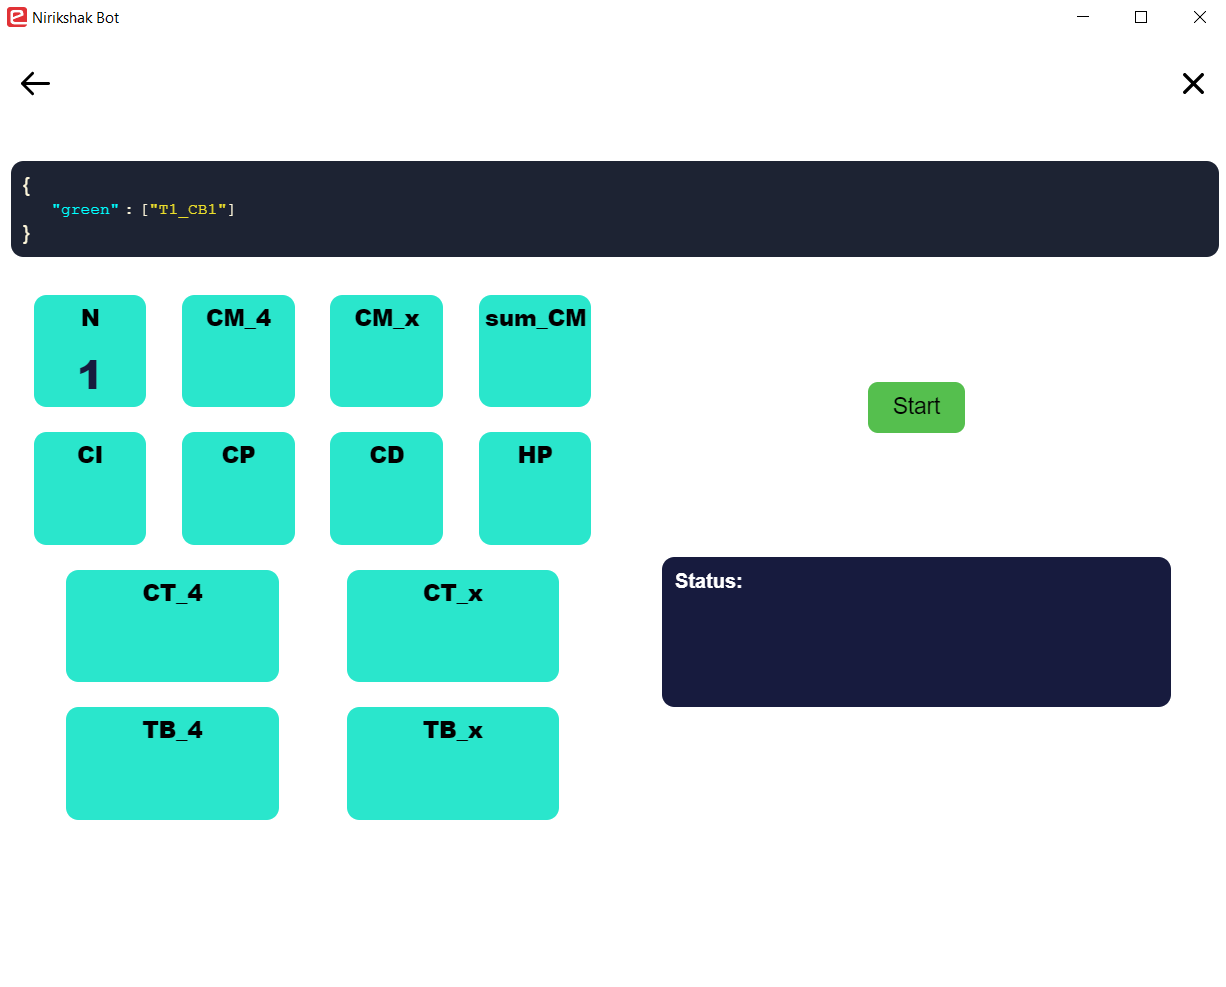 Nirikshak Bot
{
"green" : ["T1_CB1"]
}
N CM_4 CM_x sum_CM
1
Start
CI CP CD HP
CT_4 CT_x
Status:
TB_4 TB_x